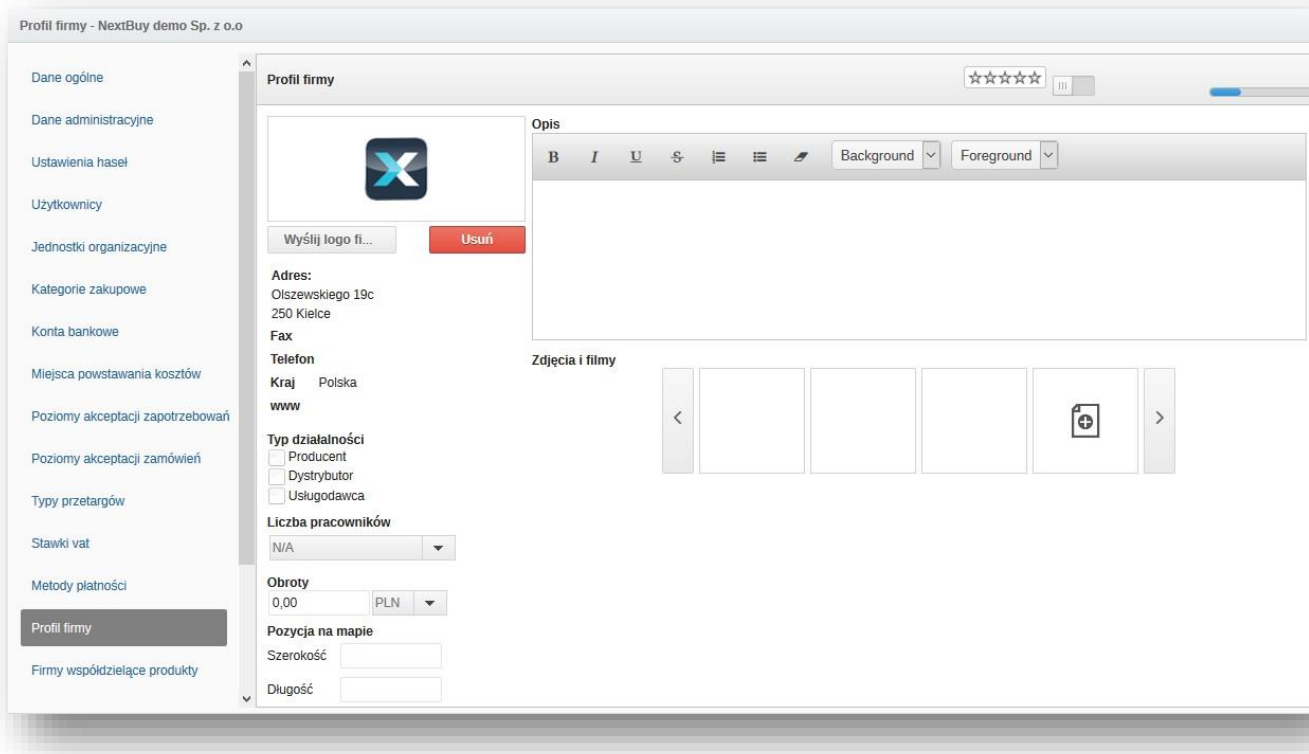 Profil firmy - NextBuy demo Sp. z o.o
Dane ogólne
Dane administracyjne
Ustawienia haseł
Użytkownicy
Jednostki organizacyjne
Kategorie zakupowe
Konta bankowe
Miejsca powstawania kosztów
Poziomy akceptacji zapotrzebowań
Poziomy akceptacji zamówień
Typy przetargów
Stawki vat
Metody płatności
Profil firmy
Firmy współdzielące produkty
Profil firmy
Wyślij logo fi... Usuń
Adres:
Olszewskiego 19c
250 Kielce
Fax
Telefon
Kraj Polska
www
Typ działalności
Producent
Dystrybutor
Usługodawca
Liczba pracowników
N/A
Obroty
0,00 PLN
Pozycja na mapie
Szerokość
Długość
Opis
B I U S Background Foreground
Zdjęcia i filmy